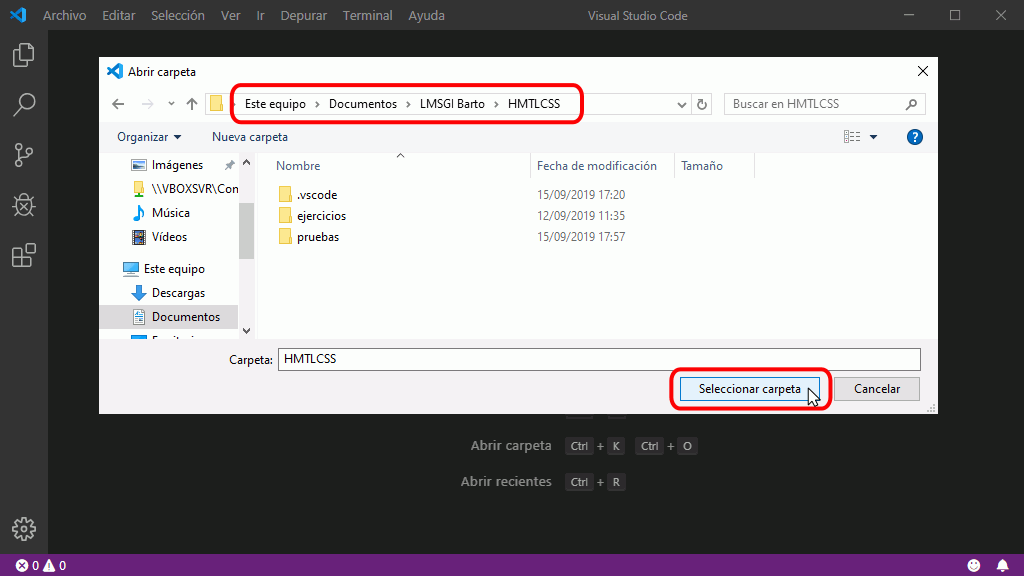 Archivo Editar Selección Ver Ir Depurar Terminal Ayuda Visual Studio Code
Abrir carpeta
Este equipo > Documentos > LMSGI Barto > HMTLCSS Buscar en HMTLCSS
Organizar Nueva carpeta ?
Nombre Fecha de modificación Tamaño
Imágenes
\\VBOXSVR\Con
Música
Vídeos
Este equipo
Descargas
Documentos
.vscode 15/09/2019 17:20
ejercicios 12/09/2019 11:35
pruebas 15/09/2019 17:57
Carpeta: HMTLCSS
Seleccionar carpeta Cancelar
Abrir carpeta Ctrl + K Ctrl + O
Abrir recientes Ctrl + R
0 0